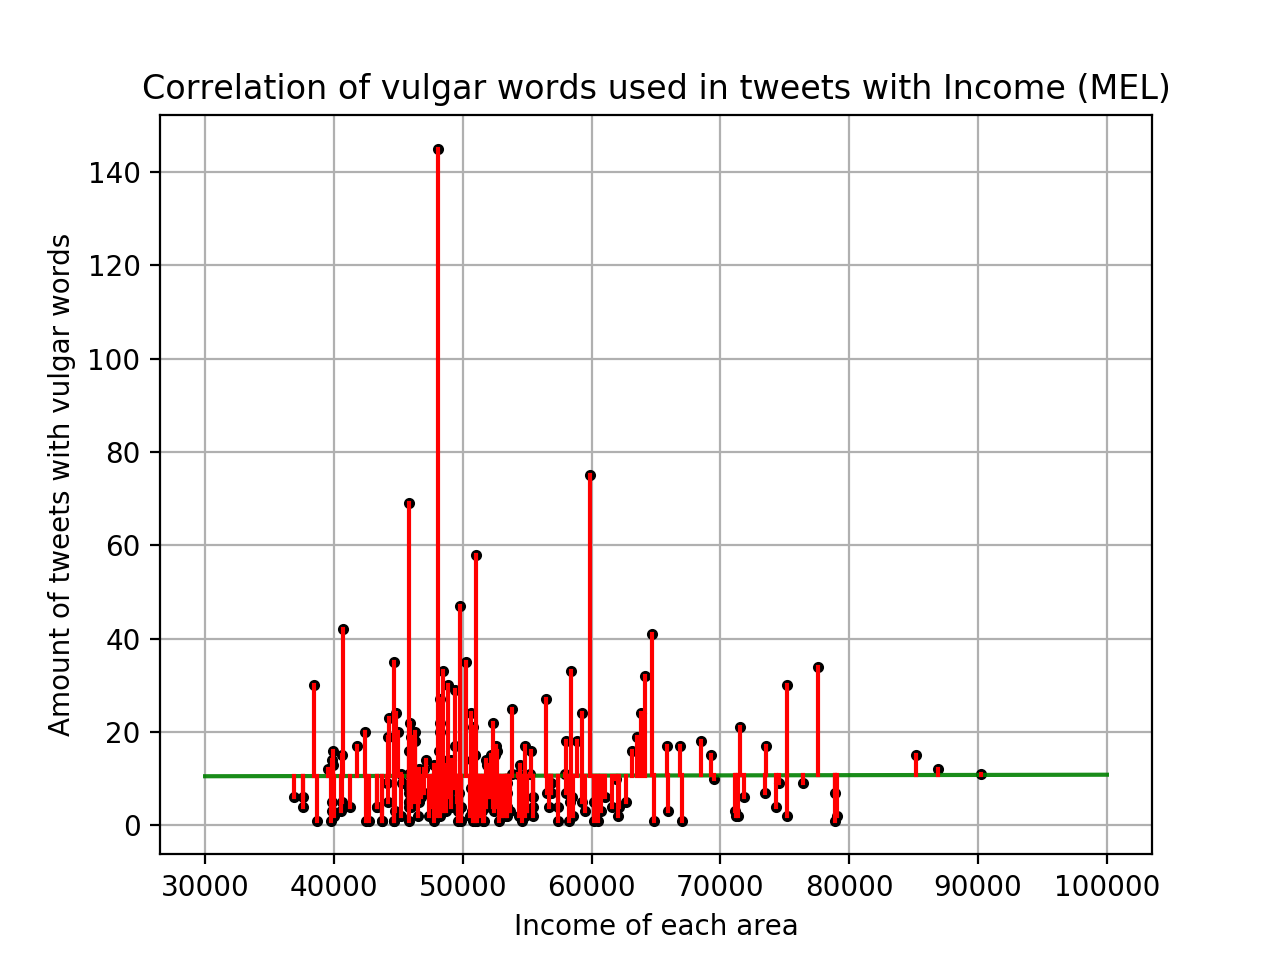 Correlation of vulgar words used in tweets with Income (MEL)
Amount of tweets with vulgar words
140
120
100
80
60
40
20
0
30000 40000 50000 60000 70000 80000 90000 100000
Income of each area